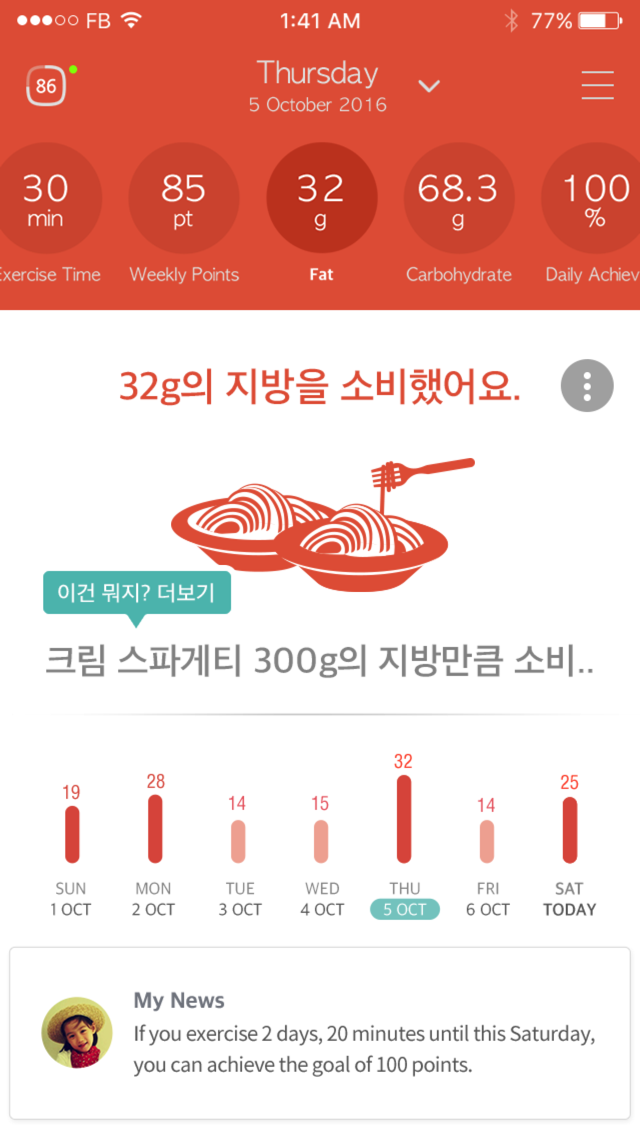 FB 1:41 AM 77%
86
Thursday
5 October 2016
30 85 32 68.3 100
min pt g g %
Exercise Time Weekly Points Fat Carbohydrate Daily Achiev
32g의 지방을 소비했어요.
이건 뭐지? 더보기
크림 스파게티 300g의 지방만큼 소비..
19 28 14 15 32 14 25
SUN MON TUE WED THU FRI SAT
1 OCT 2 OCT 3 OCT 4 OCT 5 OCT 6 OCT TODAY
My News
If you exercise 2 days, 20 minutes until this Saturday,
you can achieve the goal of 100 points.